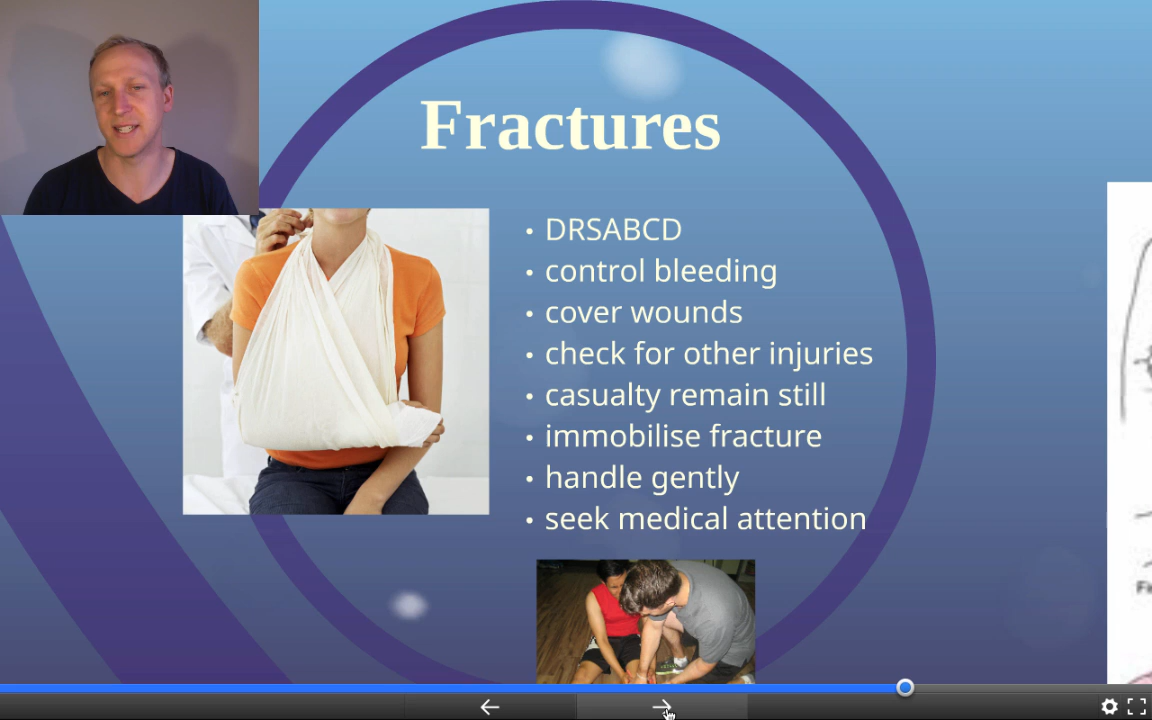 Fractures
• DRSABCD
• control bleeding
• cover wounds
• check for other injuries
• casualty remain still
• immobilise fracture
• handle gently
• seek medical attention